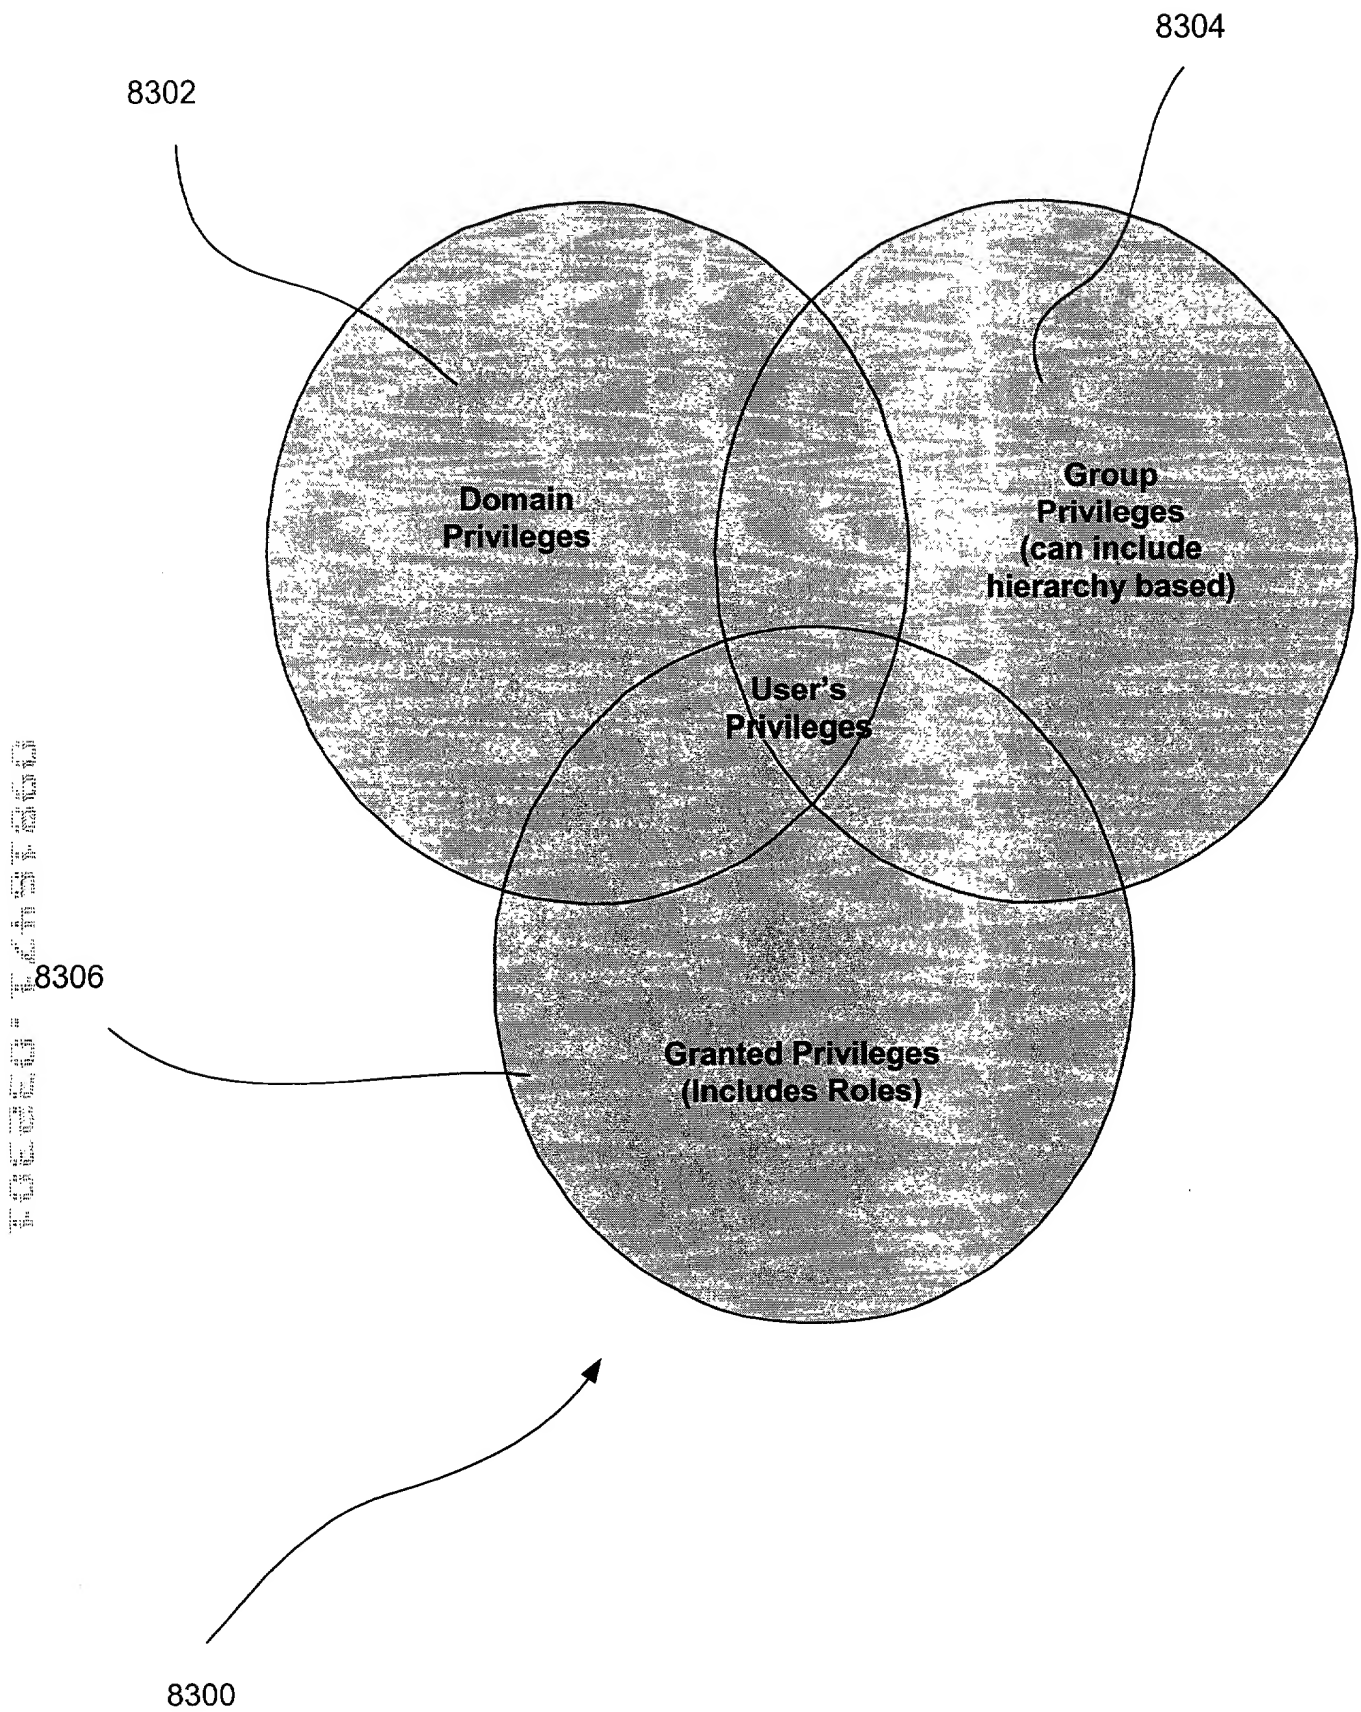 8304
8302
Domain
Privileges
Group
Privileges
(can include
hierarchy based)
User's
Privileges
8306
Granted Privileges
(Includes Roles)
8300